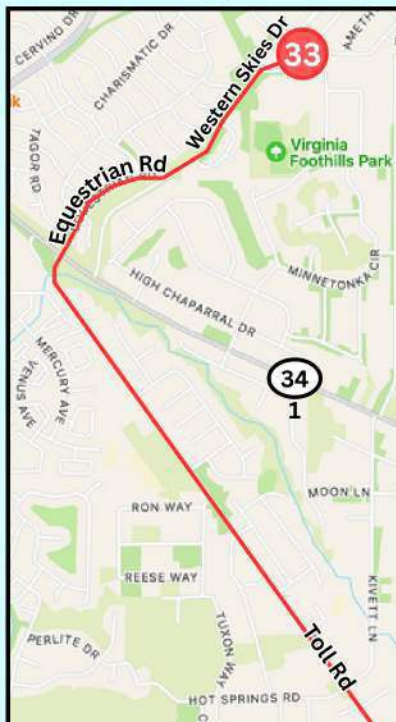 CERVINO DR
CHARISMATIC DR
Western Skies Dr
33
AMETH
k
TAGOR RD
Virginia
Foothills Park
Equestrian Rd
MINNETONKA CIR
HIGH CHAPARRAL DR
MERCURY AVE
VENUS AVE
34
1
MOON LN
RON WAY
REESE WAY
KIVETT LN
TUXON WAY
PERLITE DR
Toll Rd
HOT SPRINGS RD
C